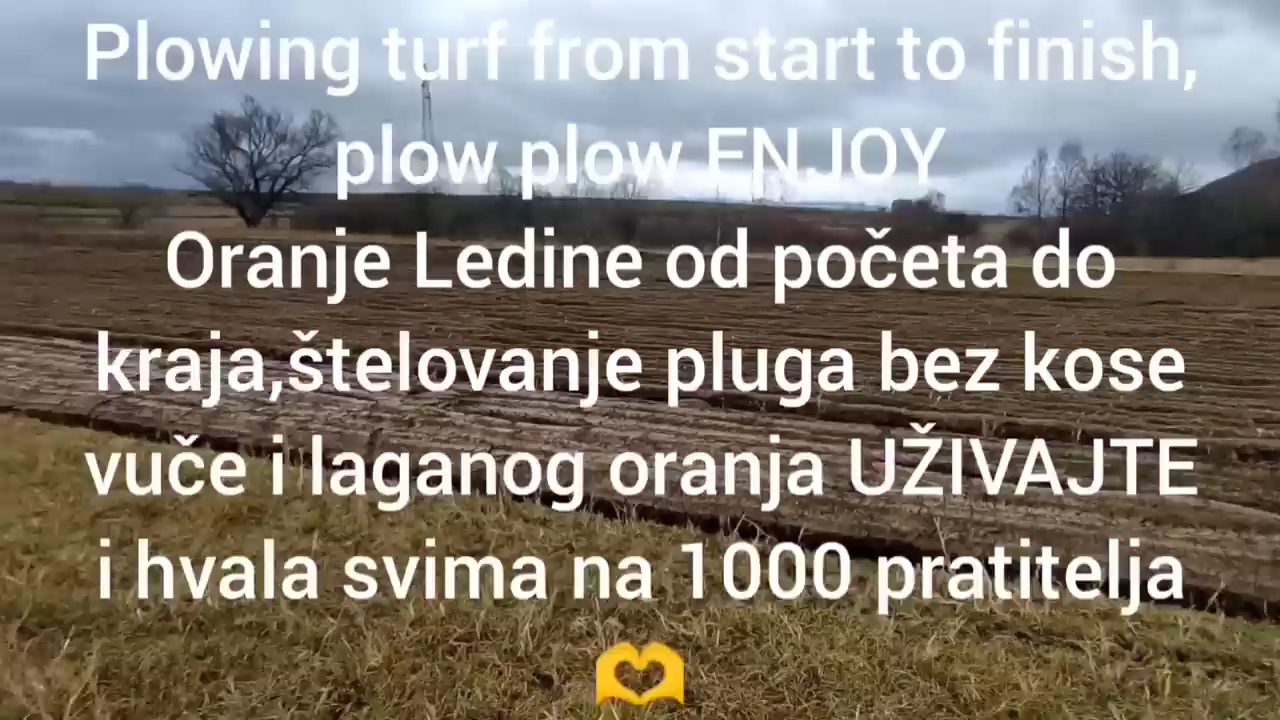 Plowing turf from start to finish,
plow plow ENJOY
Oranje Ledine od početa do
kraja,štelovanje pluga bez kose
vuče i laganog oranja UŽIVAJTE
i hvala svima na 1000 pratitelja
🫶